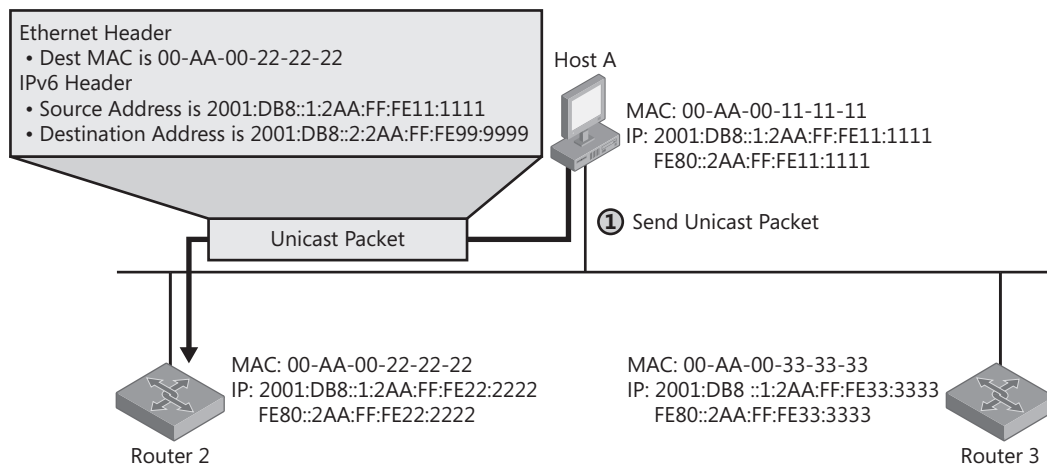 Ethernet Header
• Dest MAC is 00-AA-00-22-22-22
IPv6 Header
• Source Address is 2001:DB8::1:2AA:FF:FE11:1111
• Destination Address is 2001:DB8::2:2AA:FF:FE99:9999
Host A
MAC: 00-AA-00-11-11-11
IP: 2001:DB8::1:2AA:FF:FE11:1111
FE80::2AA:FF:FE11:1111
Unicast Packet
1 Send Unicast Packet
MAC: 00-AA-00-22-22-22
IP: 2001:DB8::1:2AA:FF:FE22:2222
FE80::2AA:FF:FE22:2222
Router 2
MAC: 00-AA-00-33-33-33
IP: 2001:DB8 ::1:2AA:FF:FE33:3333
FE80::2AA:FF:FE33:3333
Router 3